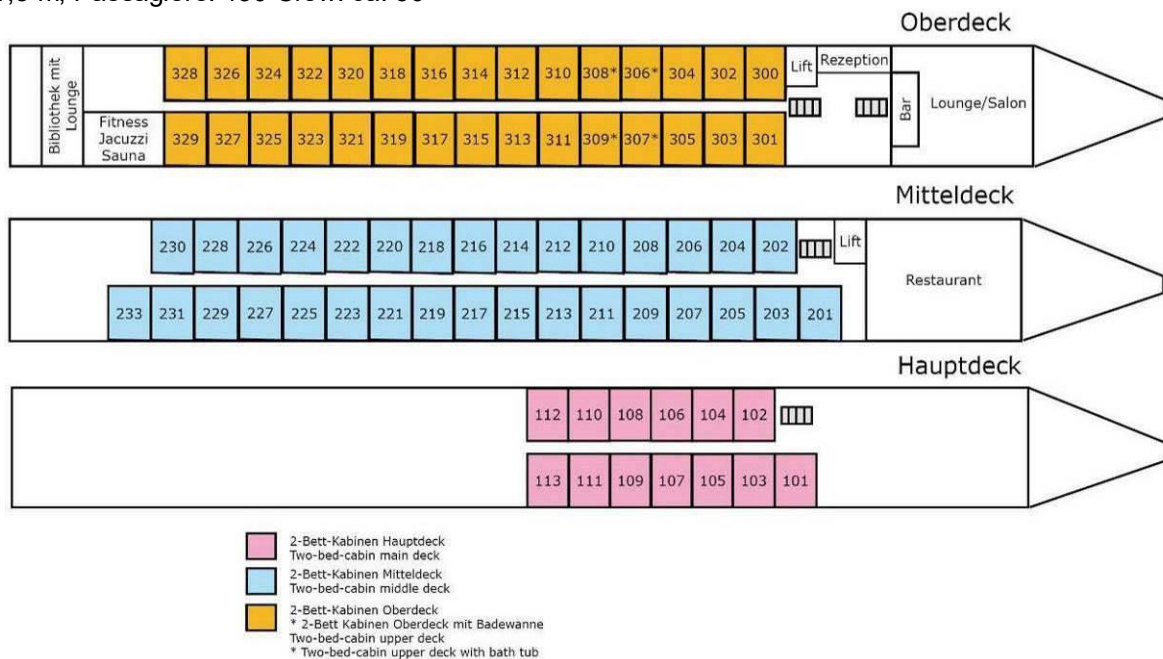 Oberdeck
328 326 324 322 320 318 316 314 312 310 308* 306* 304 302 300
Lift
Rezeption
Bibliothek mit
Lounge
Fitness
Jacuzzi
Sauna
329 327 325 323 321 319 317 315 313 311 309* 307* 305 303 301
Bar
Lounge/Salon
Mitteldeck
230 228 226 224 222 220 218 216 214 212 210 208 206 204 202
Lift
Restaurant
233 231 229 227 225 223 221 219 217 215 213 211 209 207 205 203 201
Hauptdeck
112 110 108 106 104 102
113 111 109 107 105 103 101
2-Bett-Kabinen Hauptdeck
Two-bed-cabin main deck
2-Bett-Kabinen Mitteldeck
Two-bed-cabin middle deck
2-Bett-Kabinen Oberdeck
* 2-Bett Kabinen Oberdeck mit Badewanne
Two-bed-cabin upper deck
* Two-bed-cabin upper deck with bath tub